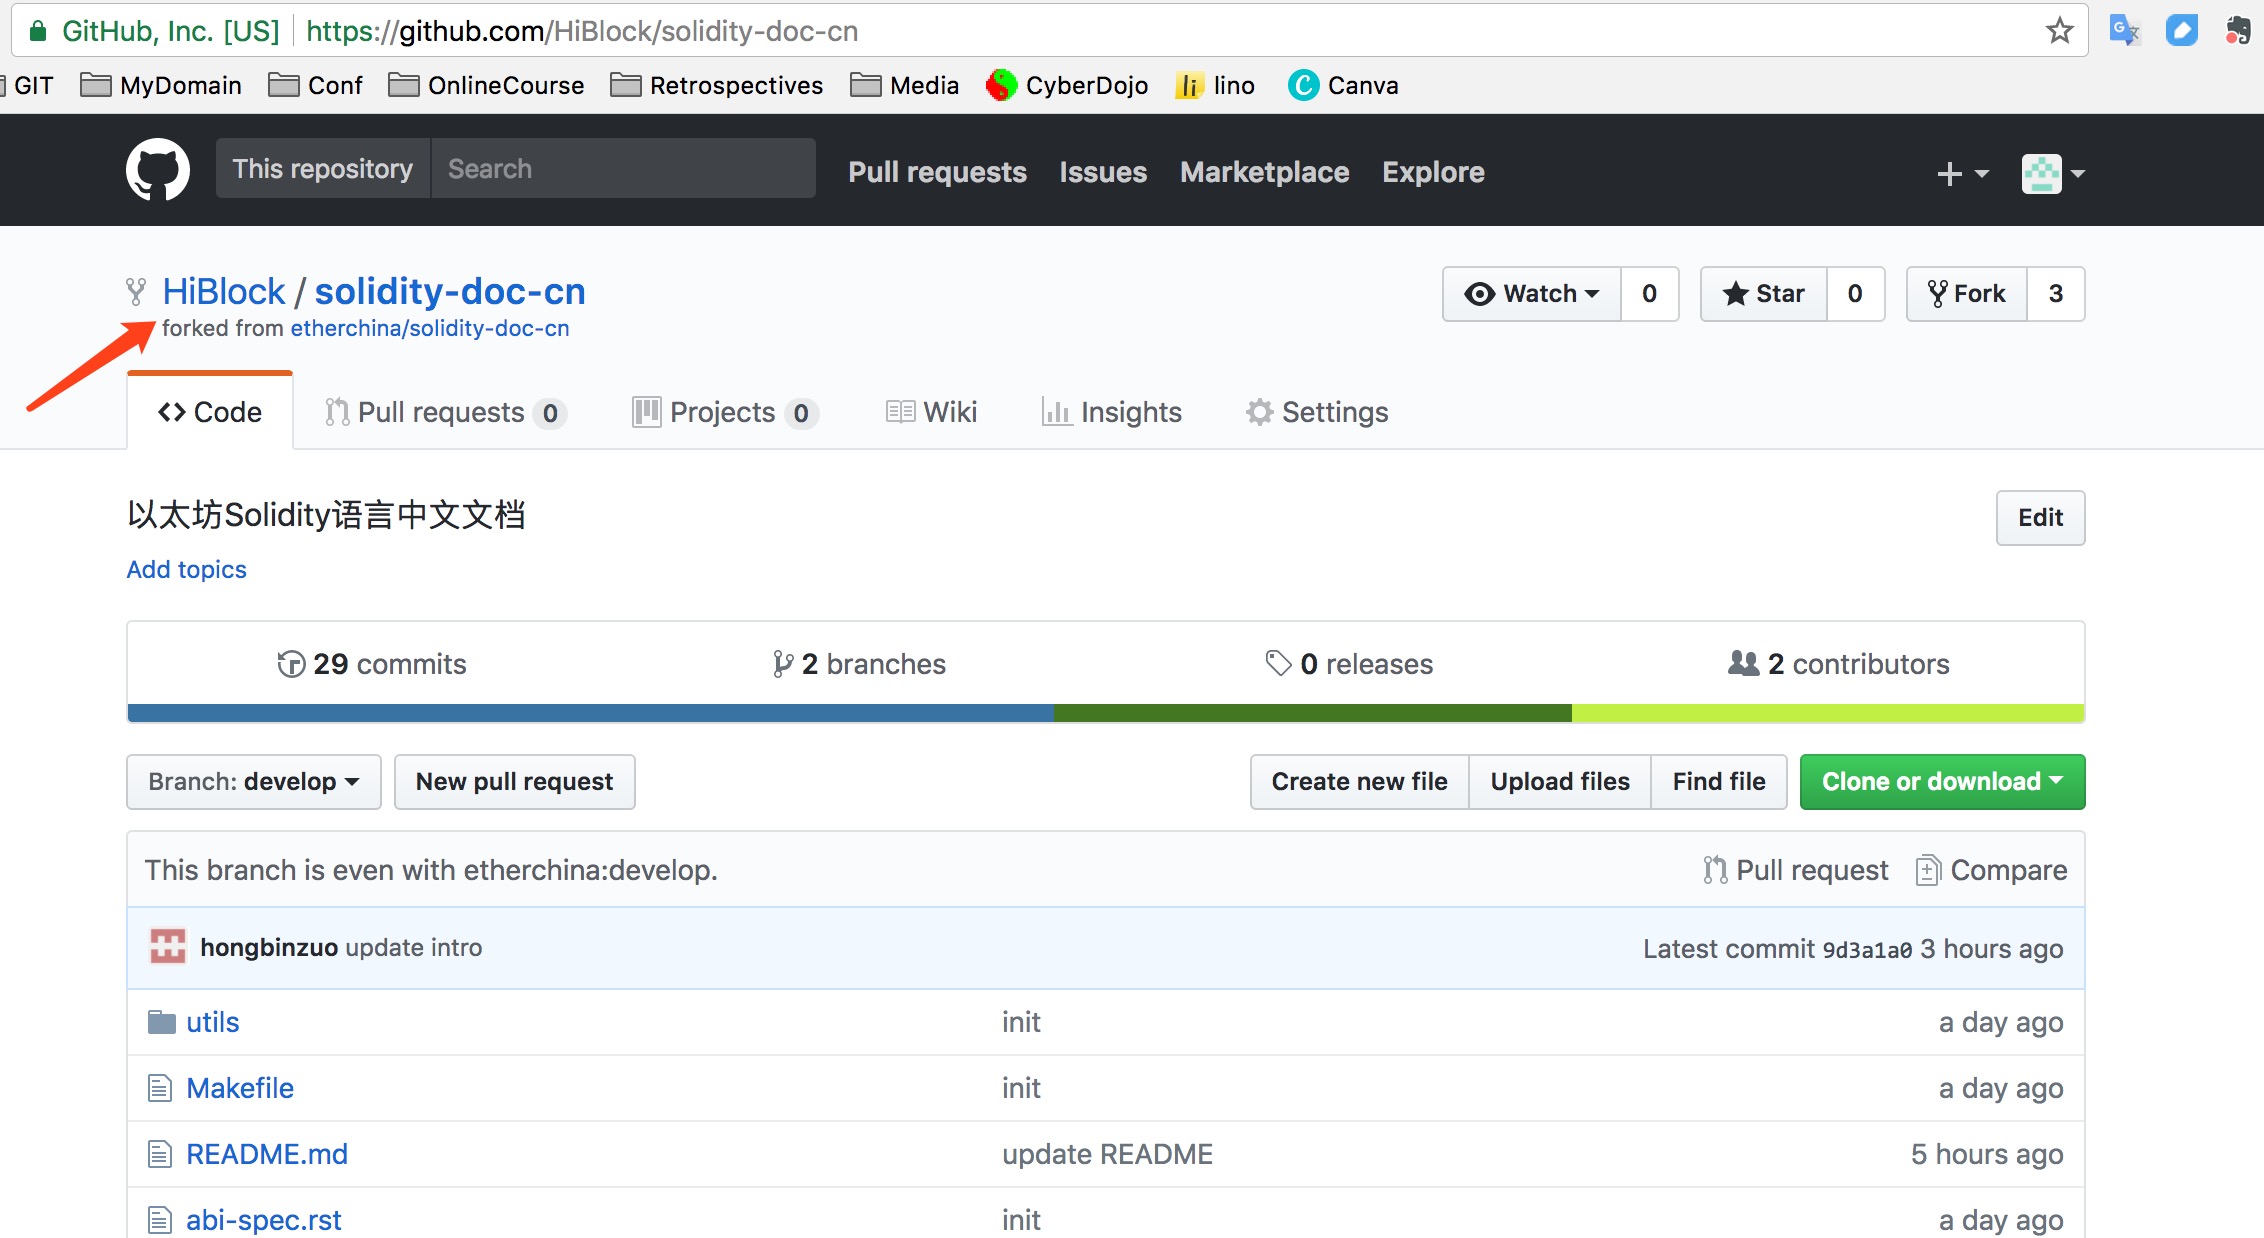 GitHub, Inc. [US] https://github.com/HiBlock/solidity-doc-cn
GIT MyDomain Conf OnlineCourse Retrospectives Media CyberDojo lino Canva
This repository Search Pull requests Issues Marketplace Explore
HiBlock / solidity-doc-cn Watch 0 Star 0 Fork 3
forked from etherchina/solidity-doc-cn
Code Pull requests 0 Projects 0 Wiki Insights Settings
以太坊Solidity语言中文文档 Edit
Add topics
29 commits 2 branches 0 releases 2 contributors
Branch: develop New pull request Create new file Upload files Find file Clone or download
This branch is even with etherchina:develop. Pull request Compare
hongbinzuo update intro Latest commit 9d3a1a0 3 hours ago
utils init a day ago
Makefile init a day ago
README.md update README 5 hours ago
abi-spec.rst init a day ago